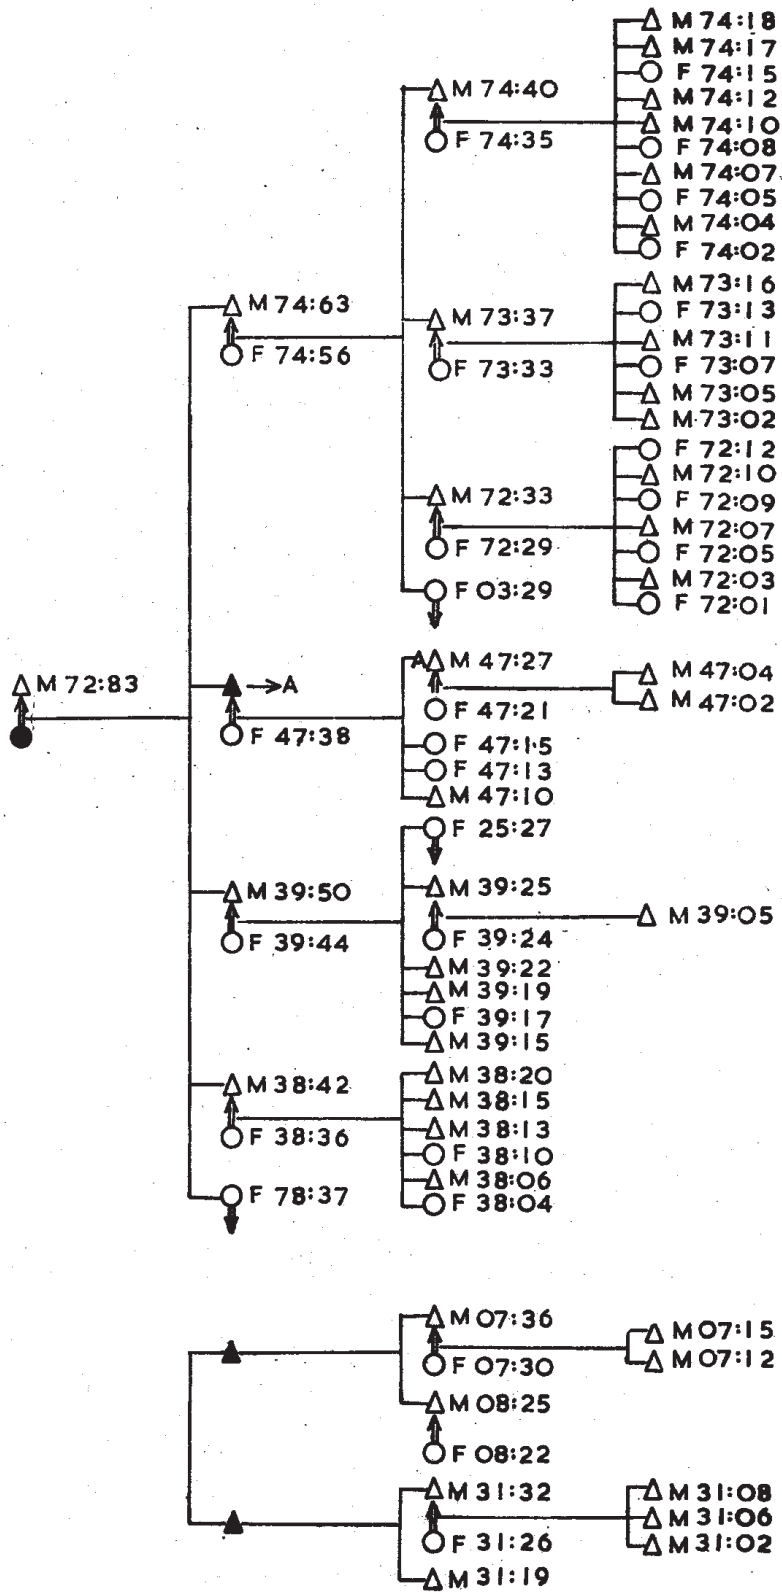 M 74:18
M 74:17
M 74:40 F 74:15
M 74:12
M 74:10
F 74:35 F 74:08
M 74:07
F 74:05
M 74:04
F 74:02
M 73:16
M 74:63 F 73:13
M 73:37 M 73:11
F 74:56 F 73:33 F 73:07
M 73:05
M 73:02
F 72:12
M 72:10
M 72:33 F 72:09
M 72:07
F 72:29 F 72:05
M 72:03
F 03:29 F 72:01
A M 47:27 M 47:04
M 72:83 A M 47:02
F 47:21
F 47:38 F 47:15
F 47:13
M 47:10
F 25:27
M 39:50 M 39:25
M 39:05
F 39:44 F 39:24
M 39:22
M 39:19
F 39:17
M 39:15
M 38:42 M 38:20
M 38:15
F 38:36 M 38:13
F 38:10
M 38:06
F 78:37 F 38:04
M 07:36 M 07:15
F 07:30 M 07:12
M 08:25
F 08:22
M 31:32 M 31:08
M 31:06
F 31:26 M 31:02
M 31:19